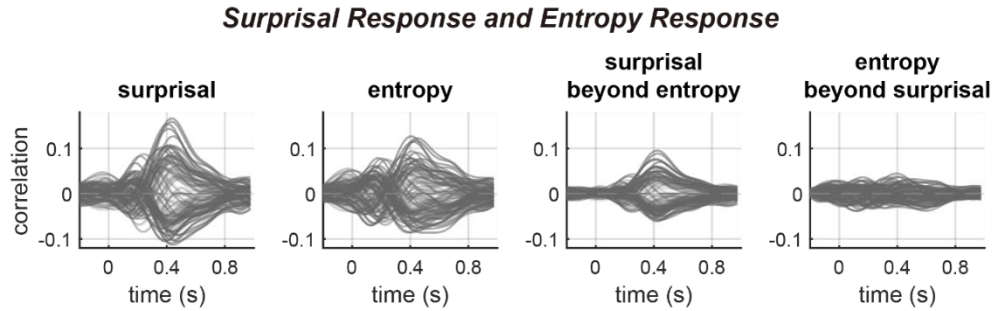 Surprisal Response and Entropy Response
surprisal
entropy
surprisal
beyond entropy
entropy
beyond surprisal
correlation
0.1
0
-0.1
0 0.4 0.8
time (s)
0.1
0
-0.1
0 0.4 0.8
time (s)
0.1
0
-0.1
0 0.4 0.8
time (s)
0.1
0
-0.1
0 0.4 0.8
time (s)